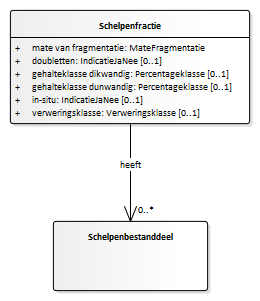 Schelpenfractie
+ mate van fragmentatie: MateFragmentatie
+ doubletten: IndicatieJaNee [0..1]
+ gehalteklasse dikwandig: Percentageklasse [0..1]
+ gehalteklasse dunwandig: Percentageklasse [0..1]
+ in-situ: IndicatieJaNee [0..1]
+ verweringsklasse: Verweringsklasse [0..1]
heeft
0..*
Schelpenbestanddeel